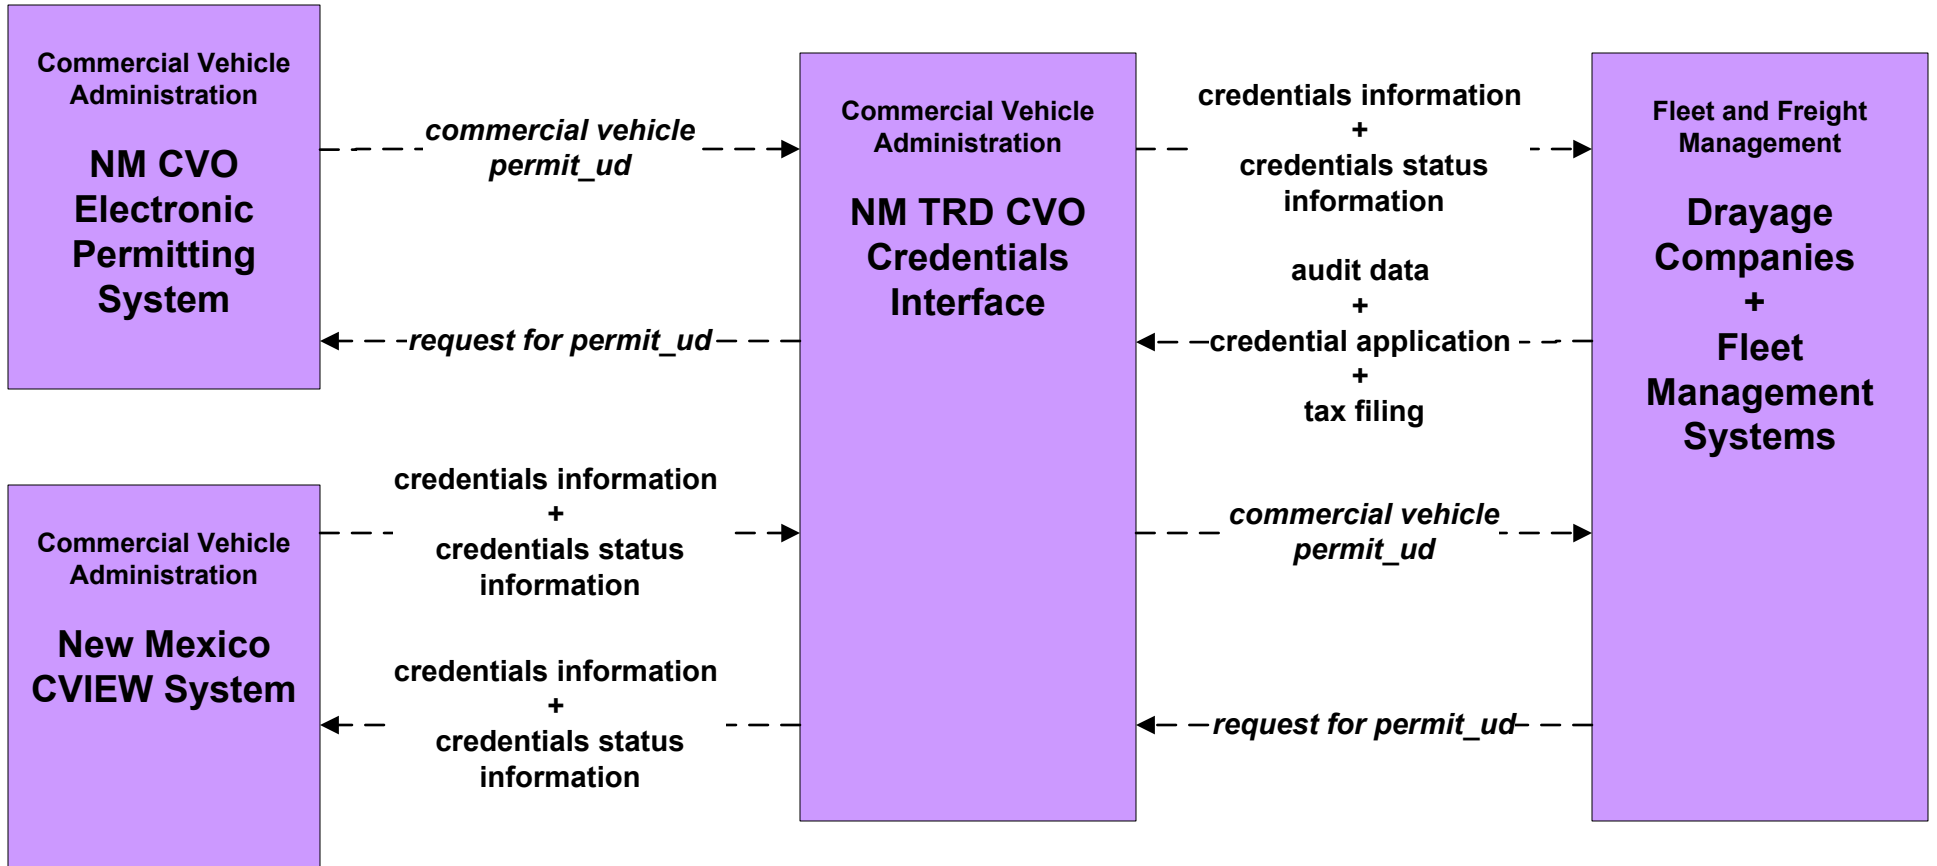 Commercial Vehicle
Administration
NM CVO
Electronic
Permitting
System
commercial vehicle
permit_ud
request for permit_ud
Commercial Vehicle
Administration
New Mexico
CVIEW System
credentials information
+
credentials status
information
credentials information
+
credentials status
information
Commercial Vehicle
Administration
NM TRD CVO
Credentials
Interface
credentials information
+
credentials status
information
audit data
+
credential application
+
tax filing
commercial vehicle
permit_ud
request for permit_ud
Fleet and Freight
Management
Drayage
Companies
+
Fleet
Management
Systems